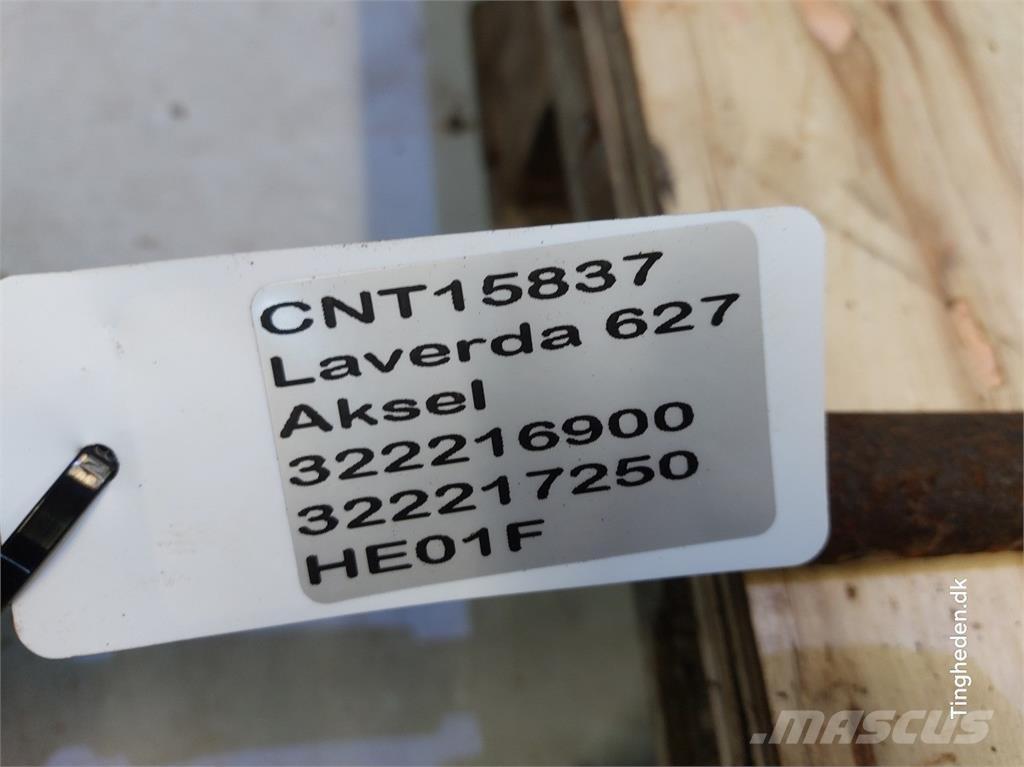 CNT15837
Laverda 627
Aksel
322216900
322217250
HE01F
Tingheden.dk
MASCUS